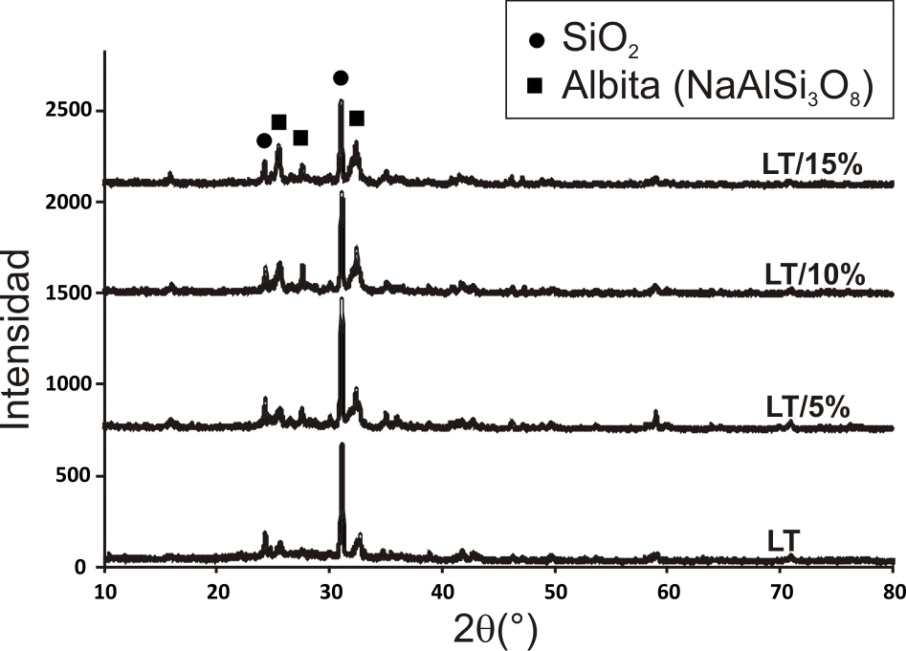 SiO₂
Albita (NaAlSi₃O₈)
Intensidad
2500
2000
1500
1000
500
0
LT/15%
LT/10%
LT/5%
LT
10 20 30 40 50 60 70 80
2θ(°)